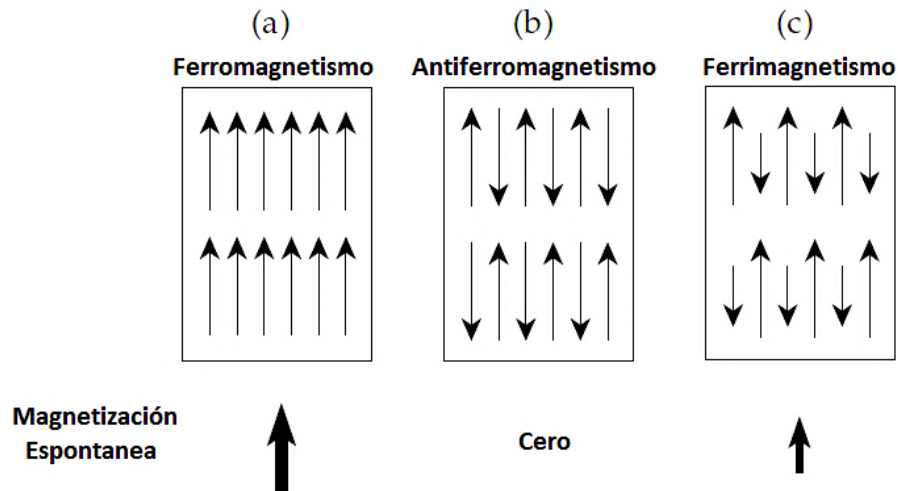 (a) (b) (c)
Ferromagnetismo Antiferromagnetismo Ferrimagnetismo
Magnetización
Espontanea
Cero